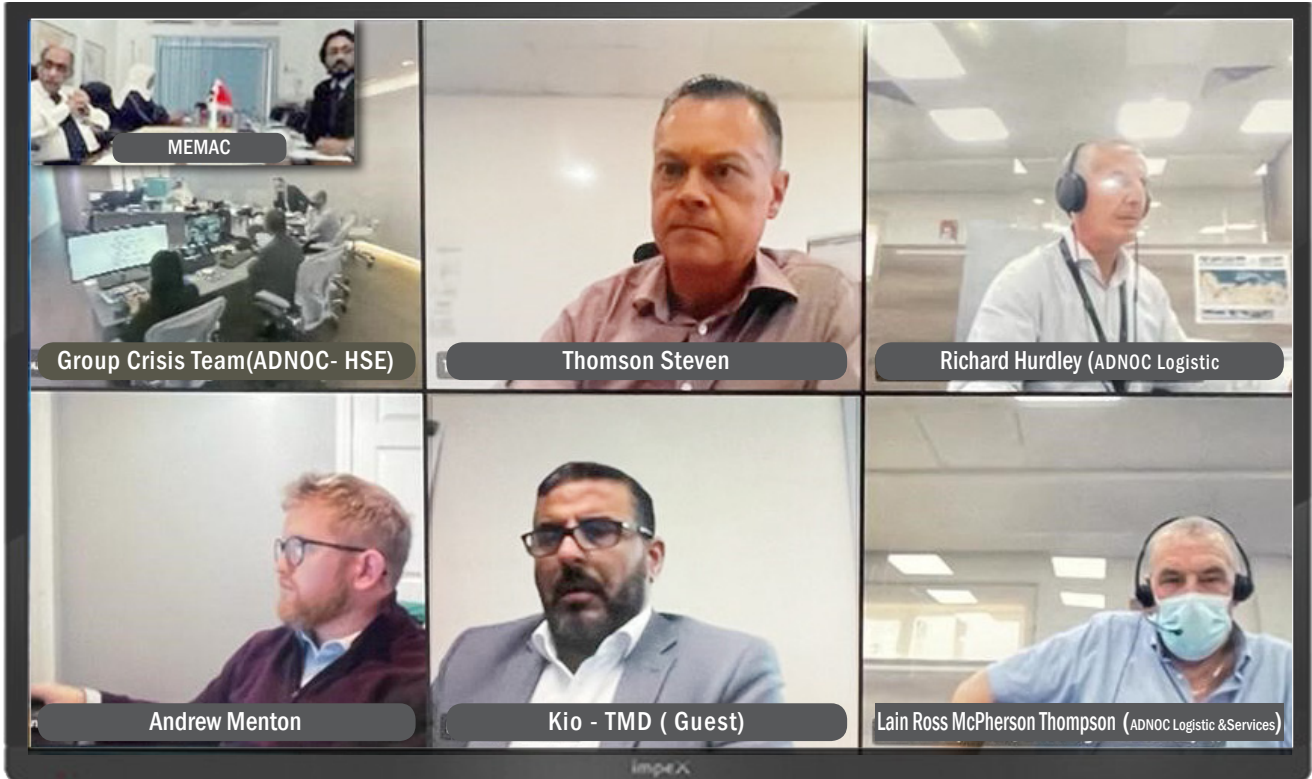 MEMAC
Group Crisis Team(ADNOC- HSE)
Thomson Steven
Richard Hurdley (ADNOC Logistic
Andrew Menton
Kio - TMD ( Guest)
Lain Ross McPherson Thompson (ADNOC Logistic &Services)
impex